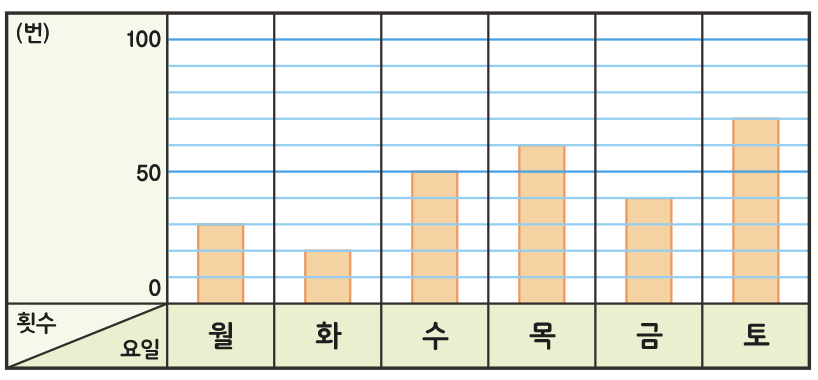 (번)
100
50
0
횟수
요일
월 화 수 목 금 토